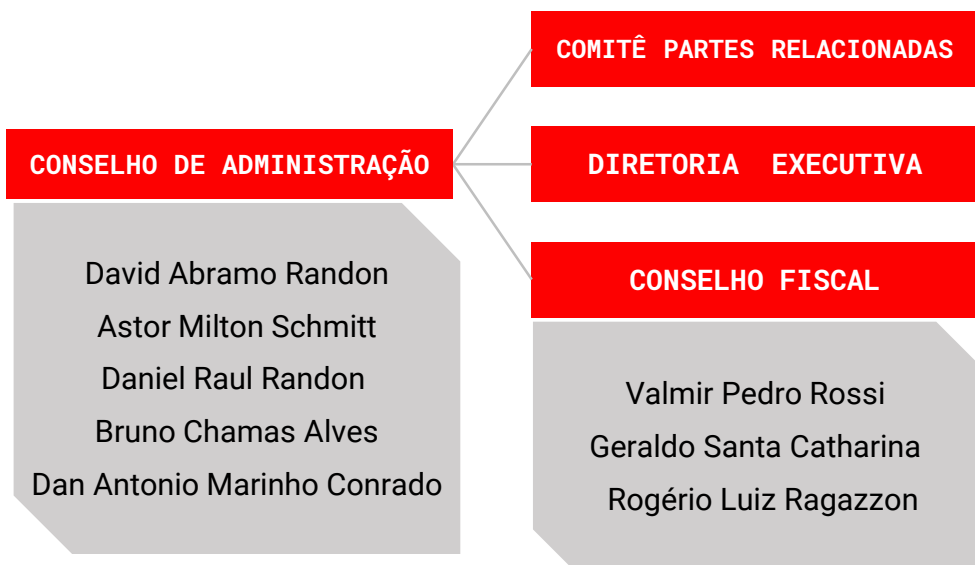 COMITÊ PARTES RELACIONADAS
CONSELHO DE ADMINISTRAÇÃO
DIRETORIA EXECUTIVA
CONSELHO FISCAL
David Abramo Randon
Astor Milton Schmitt
Daniel Raul Randon
Bruno Chamas Alves
Dan Antonio Marinho Conrado
Valmir Pedro Rossi
Geraldo Santa Catharina
Rogério Luiz Ragazzon